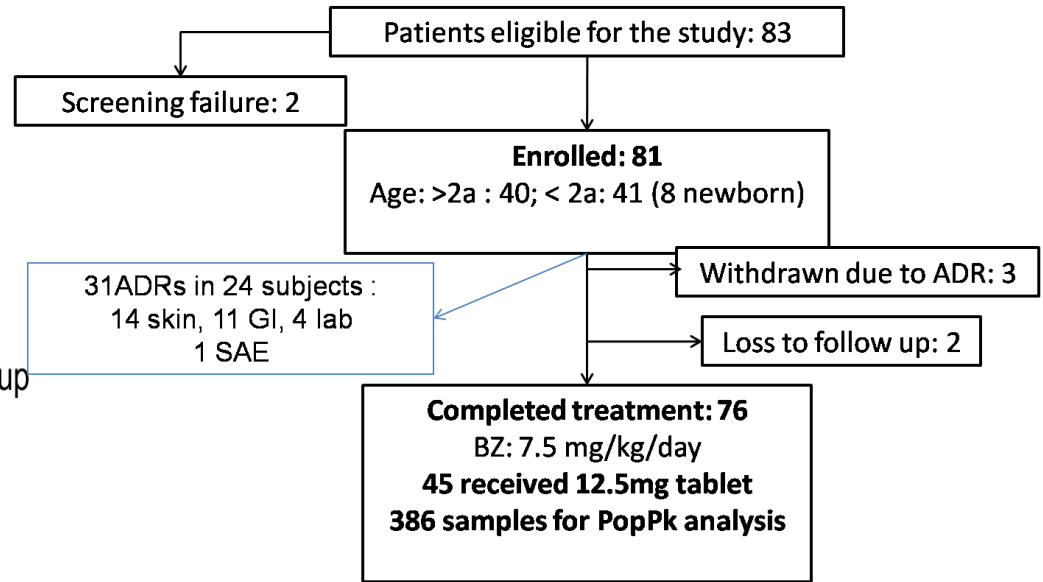 Patients eligible for the study: 83
Screening failure: 2
Enrolled: 81
Age: >2a : 40; < 2a: 41 (8 newborn)
Withdrawn due to ADR: 3
31ADRs in 24 subjects :
14 skin, 11 GI, 4 lab
1 SAE
Loss to follow up: 2
up
Completed treatment: 76
BZ: 7.5 mg/kg/day
45 received 12.5mg tablet
386 samples for PopPk analysis